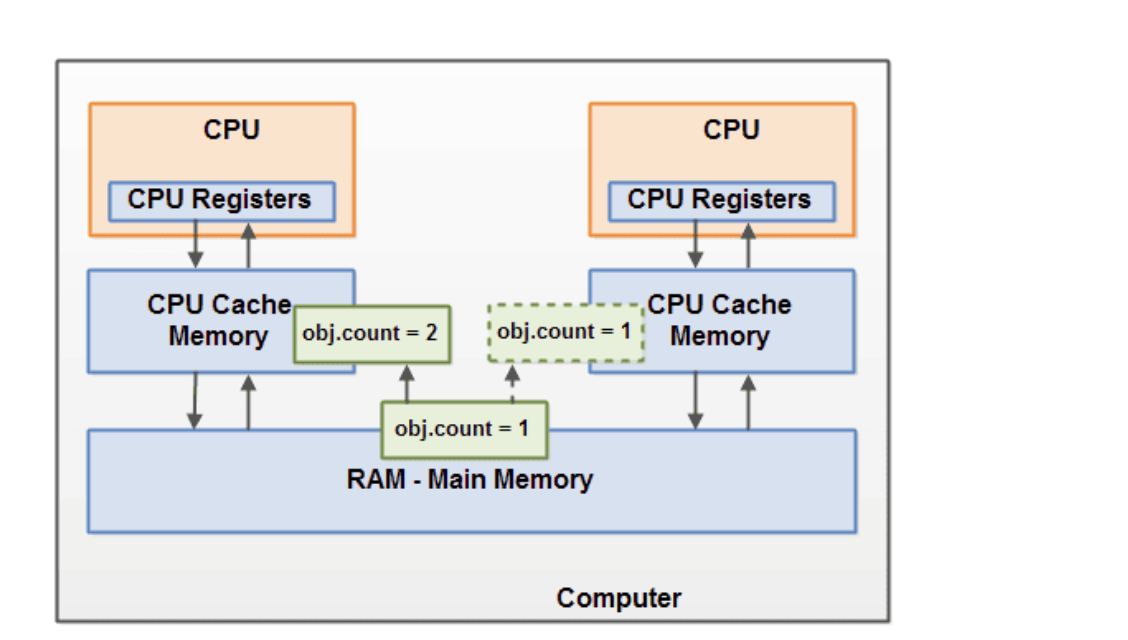 CPU
CPU
CPU Registers
CPU Registers
CPU Cache
Memory
obj.count = 2
obj.count = 1
CPU Cache
Memory
obj.count = 1
RAM - Main Memory
Computer